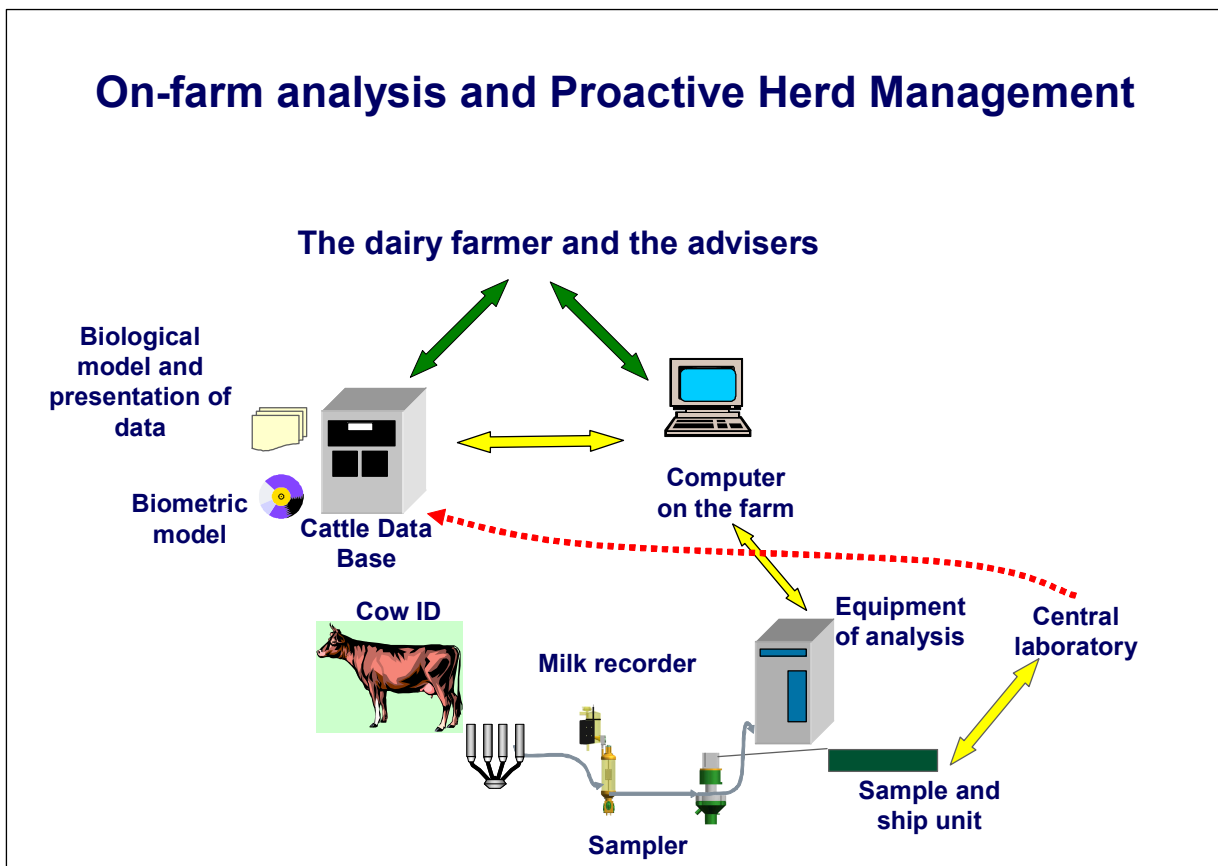 On-farm analysis and Proactive Herd Management
The dairy farmer and the advisers
Biological
model and
presentation of
data
Biometric
model
Cattle Data
Base
Computer
on the farm
Cow ID
Milk recorder
Equipment
of analysis
Central
laboratory
Sampler
Sample and
ship unit